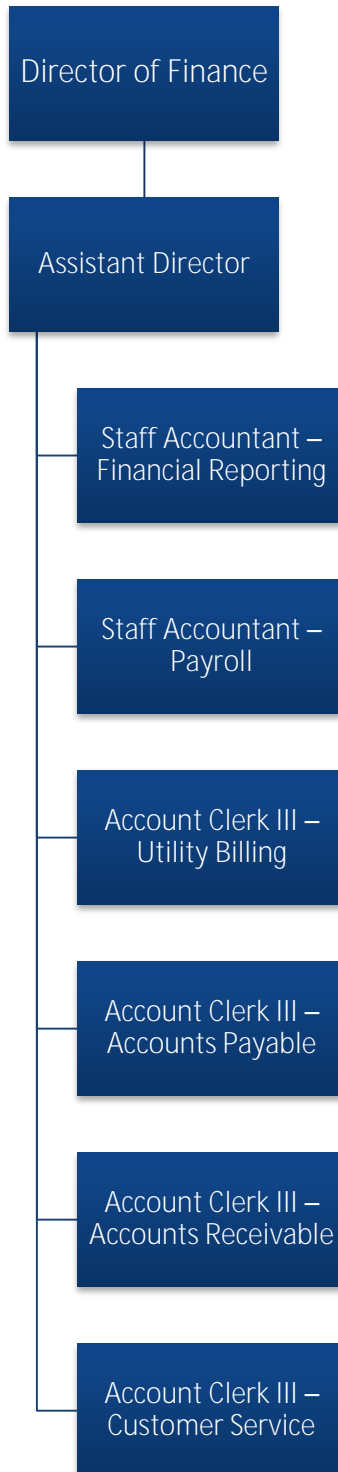 Director of Finance
Assistant Director
Staff Accountant –
Financial Reporting
Staff Accountant –
Payroll
Account Clerk III –
Utility Billing
Account Clerk III –
Accounts Payable
Account Clerk III –
Accounts Receivable
Account Clerk III –
Customer Service